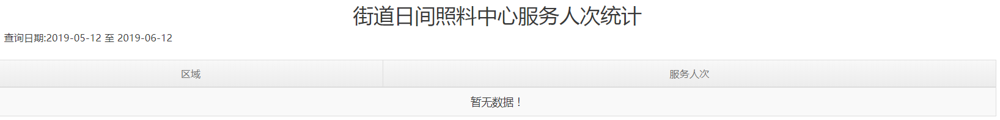 街道日间照料中心服务人次统计
查询日期:2019-05-12 至 2019-06-12
区域 服务人次
暂无数据！